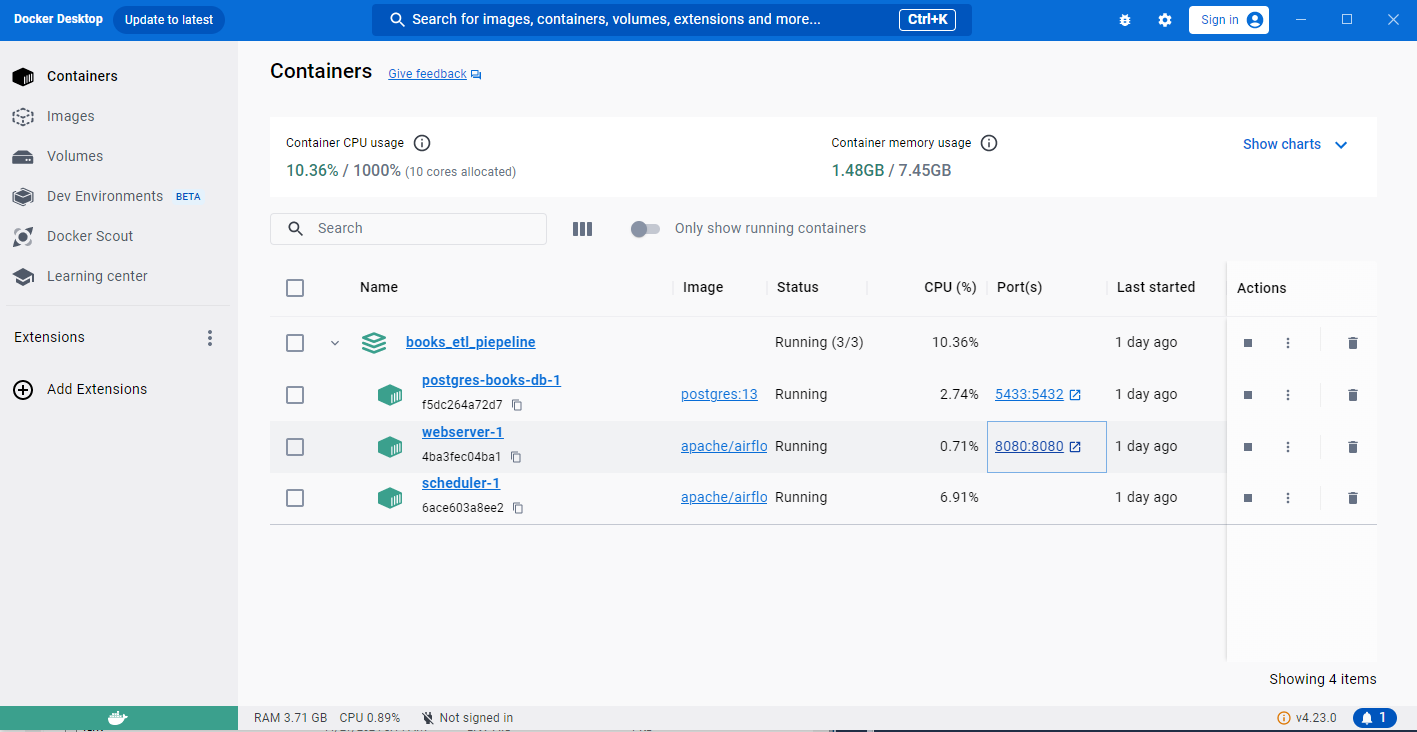 Docker Desktop Update to latest Search for images, containers, volumes, extensions and more... Ctrl+K Sign in
Containers
Images
Volumes
Dev Environments BETA
Docker Scout
Learning center
Extensions
Add Extensions
Containers Give feedback
Container CPU usage
10.36% / 1000% (10 cores allocated)
Container memory usage
1.48GB / 7.45GB
Show charts
Search Only show running containers
Name Image Status CPU (%) Port(s) Last started Actions
books_etl_piepeline Running (3/3) 10.36% 1 day ago
postgres-books-db-1
f5dc264a72d7
postgres:13 Running 2.74% 5433:5432 1 day ago
webserver-1
4ba3fec04ba1
apache/airflo Running 0.71% 8080:8080 1 day ago
scheduler-1
6ace603a8ee2
apache/airflo Running 6.91% 1 day ago
Showing 4 items
RAM 3.71 GB CPU 0.89% Not signed in v4.23.0 1